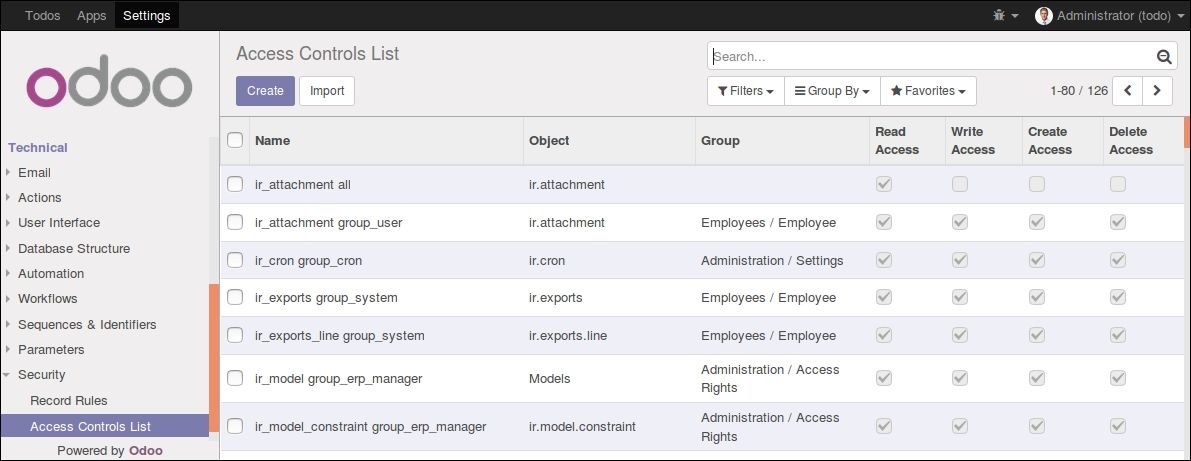 Todos Apps Settings Administrator (todo)
odoo
Access Controls List
Search...
Create Import
Filters Group By Favorites 1-80 / 126
Technical
Email
Actions
User Interface
Database Structure
Automation
Workflows
Sequences & Identifiers
Parameters
Security
Record Rules
Access Controls List
Powered by Odoo
Name Object Group Read Access Write Access Create Access Delete Access
ir_attachment all ir.attachment
ir_attachment group_user ir.attachment Employees / Employee
ir_cron group_cron ir.cron Administration / Settings
ir_exports group_system ir.exports Employees / Employee
ir_exports_line group_system ir.exports.line Employees / Employee
ir_model group_erp_manager Models Administration / Access Rights
ir_model_constraint group_erp_manager ir.model.constraint Administration / Access Rights